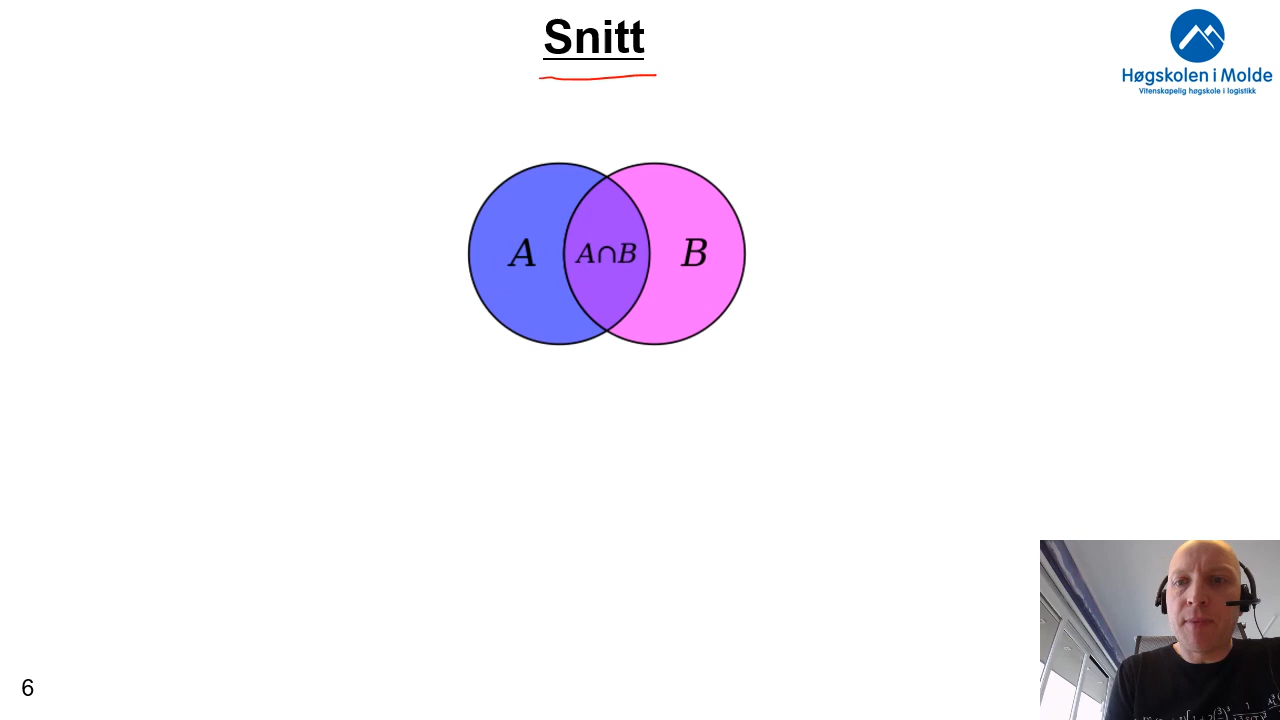 Snitt
Høgskolen i Molde
Vitenskapelig høgskole i logistikk
A A∩B B
6